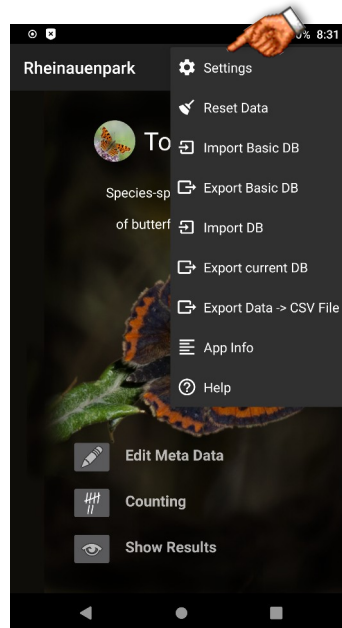 % 8:31
Rheinauenpark
Settings
Reset Data
To
Import Basic DB
Species-sp
Export Basic DB
of butterf
Import DB
Export current DB
Export Data -> CSV File
App Info
Help
Edit Meta Data
Counting
Show Results